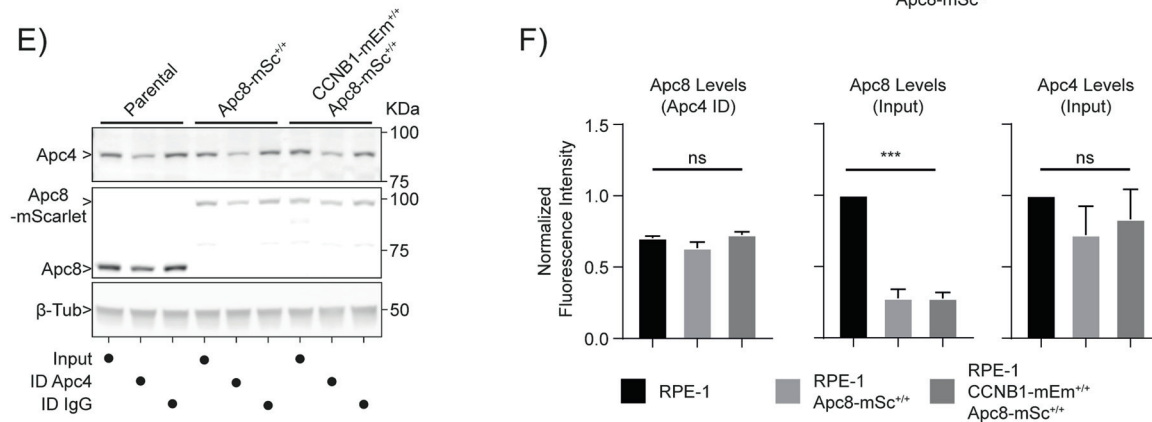 Apc8-mSc
E)
Parental
Apc8-mSc+/+
CCNB1-mEm+/+
Apc8-mSc+/+
KDa
100
Apc4 >
75
Apc8
-mScarlet >
100
75
Apc8>
β-Tub>
50
Input
ID Apc4
ID IgG
F)
Apc8 Levels
(Apc4 ID)
Apc8 Levels
(Input)
Apc4 Levels
(Input)
Normalized
Fluorescence Intensity
1.5
1.0
0.5
0.0
ns
***
ns
RPE-1
RPE-1
Apc8-mSc+/+
RPE-1
CCNB1-mEm+/+
Apc8-mSc+/+